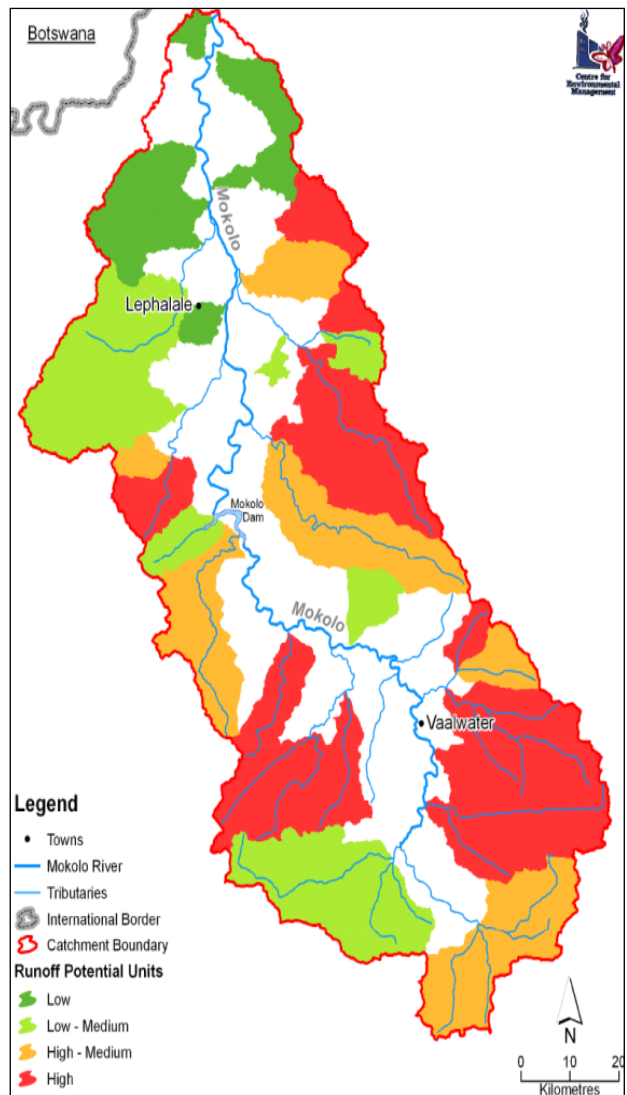 Botswana
Centre for
Environmental
Management
Mokolo
Lephalale
Mokolo
Dam
Mokolo
Vaalwater
Legend
Towns
Mokolo River
Tributaries
International Border
Catchment Boundary
Runoff Potential Units
Low
Low - Medium
High - Medium
High
N
0 10 20
Kilometres